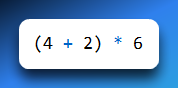 (4 + 2) * 6